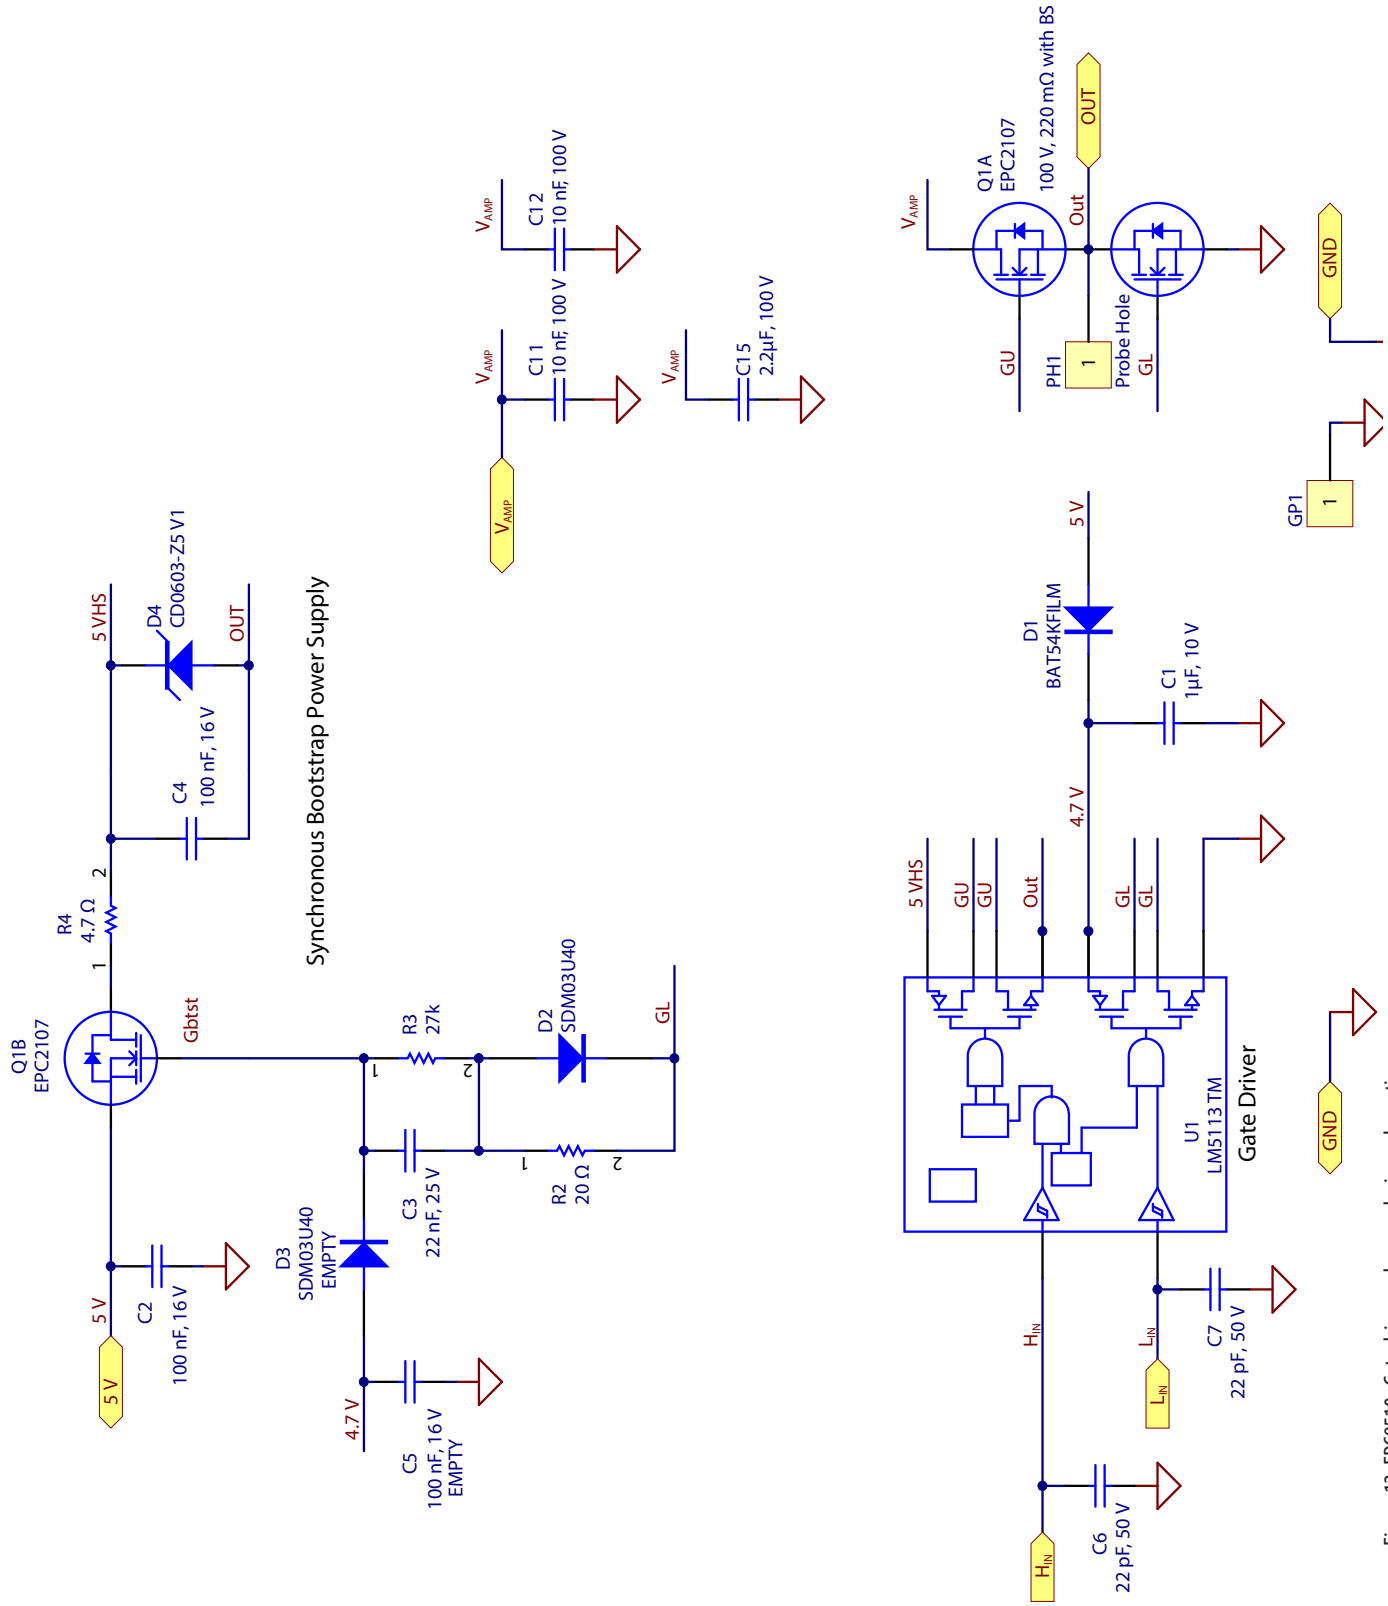 5 V
5 V
C2
100 nF, 16 V
Q1B
EPC2107
Gbtst
1
R4
4.7 Ω
2
C4
100 nF, 16 V
5 VHS
D4
CD0603-Z5 V1
OUT
Synchronous Bootstrap Power Supply
4.7 V
C5
100 nF, 16 V
EMPTY
D3
SDM03U40
EMPTY
C3
22 nF, 25 V
1
R3
27k
2
D2
SDM03U40
1
R2
20 Ω
2
GL
VAMP
VAMP
C11
10 nF, 100 V
VAMP
C12
10 nF, 100 V
VAMP
C15
2.2µF, 100 V
HIN
C6
22 pF, 50 V
HIN
LIN
LIN
C7
22 pF, 50 V
U1
LM5113 TM
Gate Driver
5 VHS
GU
GU
Out
4.7 V
GL
GL
C1
1µF, 10 V
D1
BAT54KFILM
5 V
VAMP
Q1A
EPC2107
100 V, 220 mΩ with BS
GU
PH1
1
Probe Hole
GL
Out
OUT
GND
GP1
1
GND